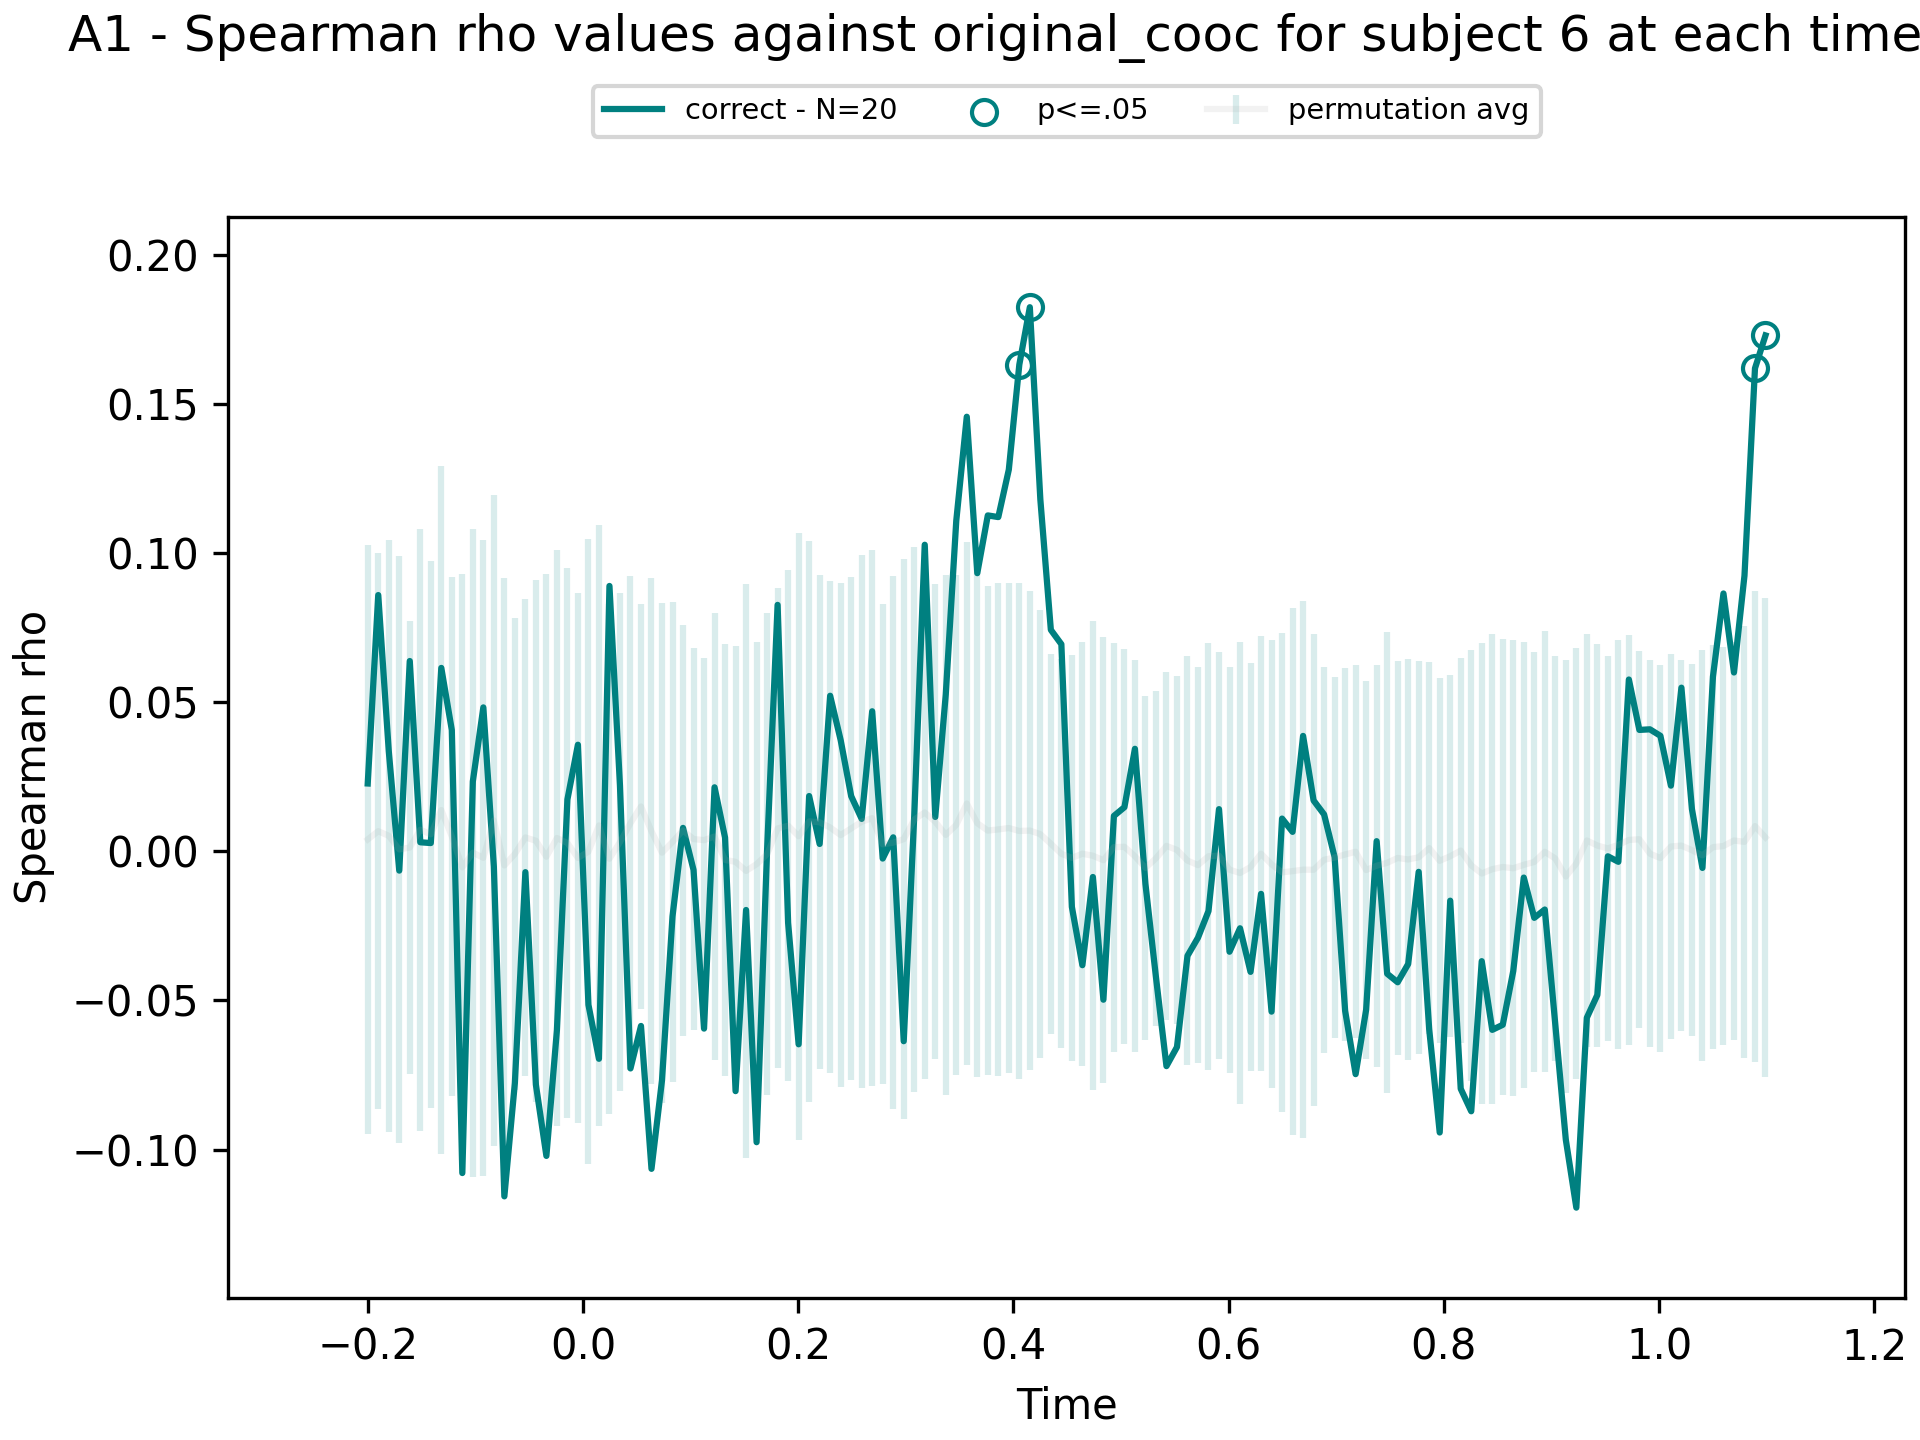 A1 - Spearman rho values against original_cooc for subject 6 at each time
correct - N=20 p<=.05 permutation avg
0.20
0.15
0.10
0.05
0.00
−0.05
−0.10
Spearman rho
−0.2 0.0 0.2 0.4 0.6 0.8 1.0 1.2
Time